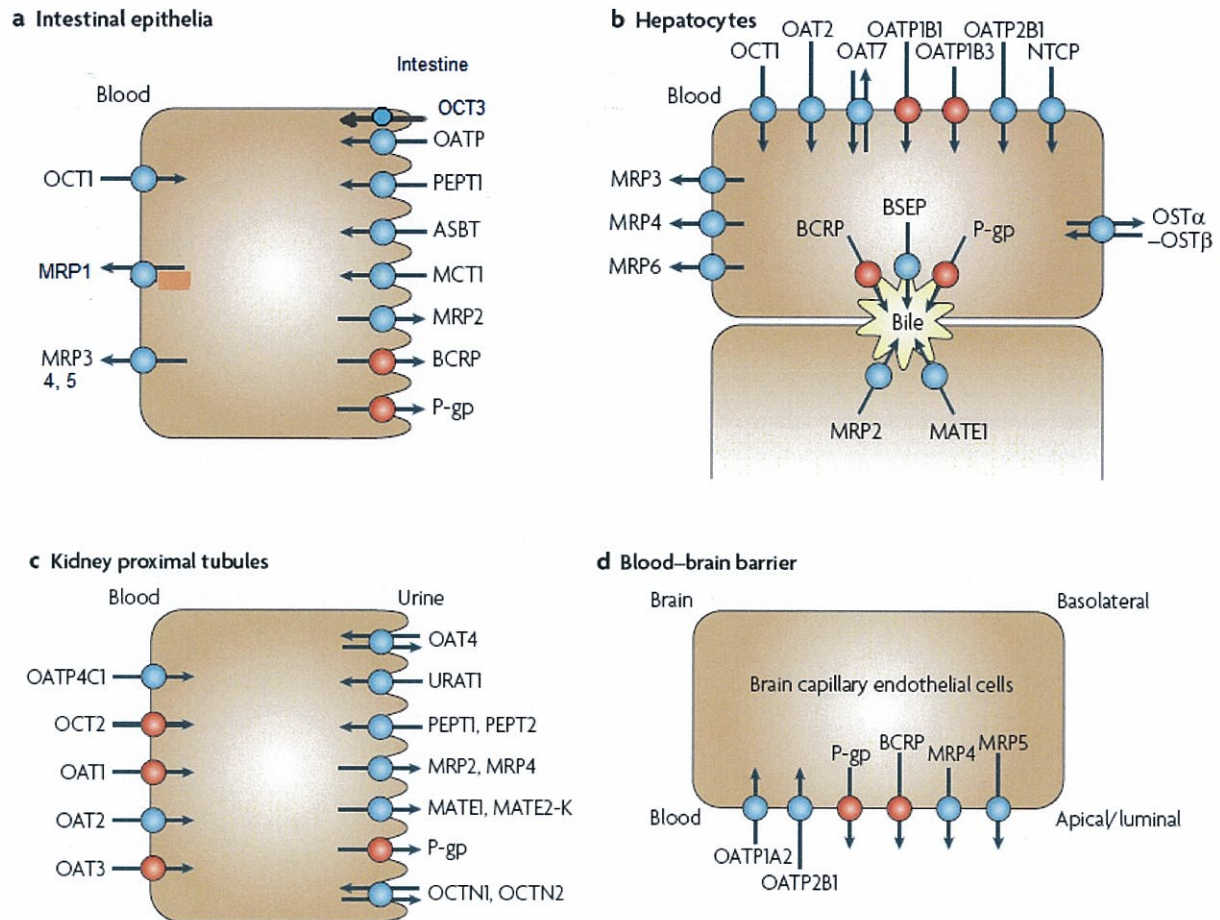 a Intestinal epithelia
Intestine
Blood
OCT3
OATP
OCT1
PEPT1
ASBT
MRP1
MCT1
MRP2
MRP3
4, 5
BCRP
P-gp
b Hepatocytes
OAT2
OATP1B1
OATP2B1
OCT1
OAT7
OATP1B3
NTCP
Blood
MRP3
MRP4
MRP6
BCRP
BSEP
P-gp
OSTα
–OSTβ
Bile
MRP2
MATE1
c Kidney proximal tubules
Blood
Urine
OAT4
OATP4C1
URAT1
OCT2
PEPT1, PEPT2
OAT1
MRP2, MRP4
OAT2
MATE1, MATE2-K
P-gp
OAT3
OCTN1, OCTN2
d Blood–brain barrier
Brain
Basolateral
Brain capillary endothelial cells
P-gp
BCRP
MRP4
MRP5
Blood
Apical/luminal
OATP1A2
OATP2B1